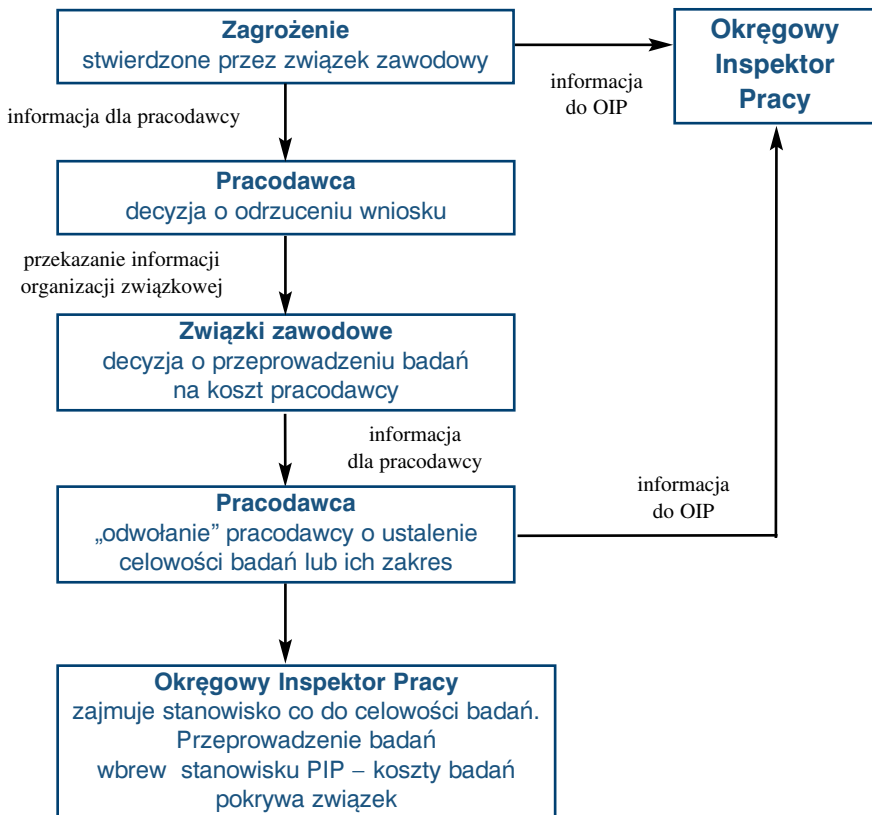 Zagrożenie
stwierdzone przez związek zawodowy
Okręgowy
Inspektor
Pracy
informacja
do OIP
informacja dla pracodawcy
Pracodawca
decyzja o odrzuceniu wniosku
przekazanie informacji
organizacji związkowej
Związki zawodowe
decyzja o przeprowadzeniu badań
na koszt pracodawcy
informacja
dla pracodawcy
informacja
do OIP
Pracodawca
„odwołanie” pracodawcy o ustalenie
celowości badań lub ich zakres
Okręgowy Inspektor Pracy
zajmuje stanowisko co do celowości badań.
Przeprowadzenie badań
wbrew stanowisku PIP – koszty badań
pokrywa związek